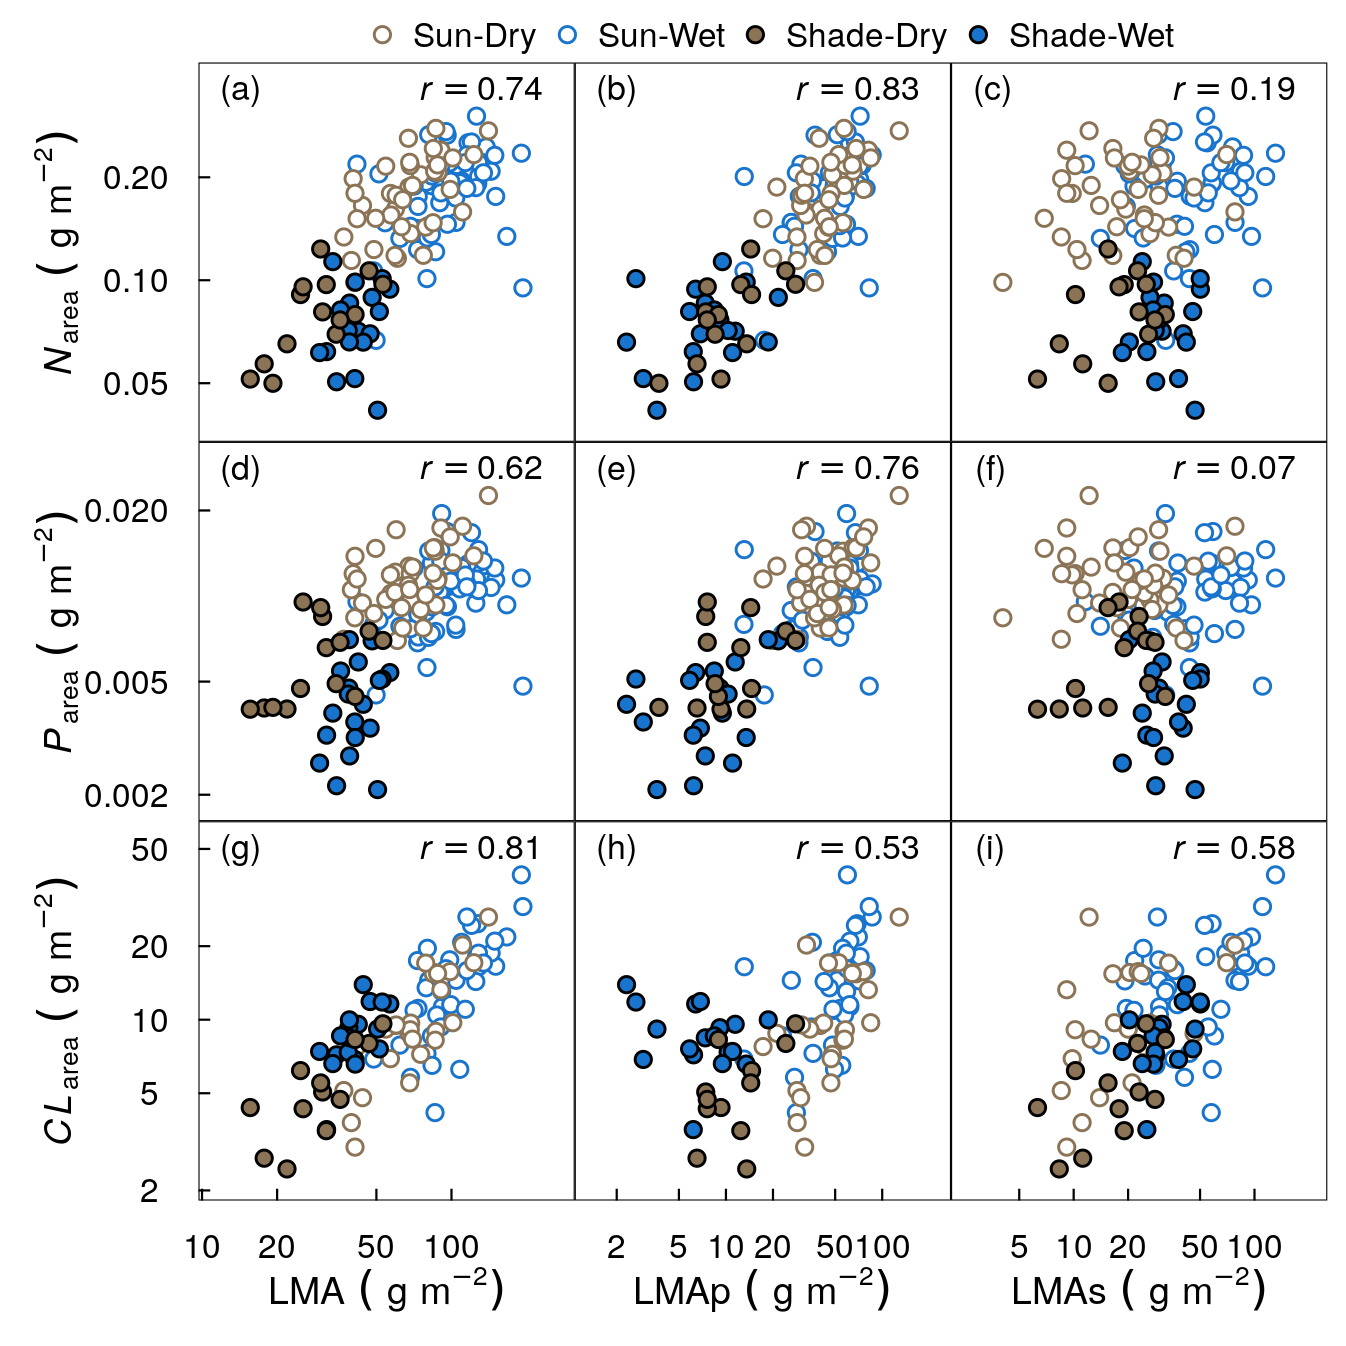 Sun-Dry Sun-Wet Shade-Dry Shade-Wet
(a) r = 0.74 (b) r = 0.83 (c) r = 0.19
N area ( g m−2)
0.20
0.10
0.05
(d) r = 0.62 (e) r = 0.76 (f) r = 0.07
P area ( g m−2)
0.020
0.005
0.002
(g) r = 0.81 (h) r = 0.53 (i) r = 0.58
CL area ( g m−2)
50
20
10
5
2
10 20 50 100 2 5 10 20 50 100 5 10 20 50 100
LMA ( g m−2) LMAp ( g m−2) LMAs ( g m−2)